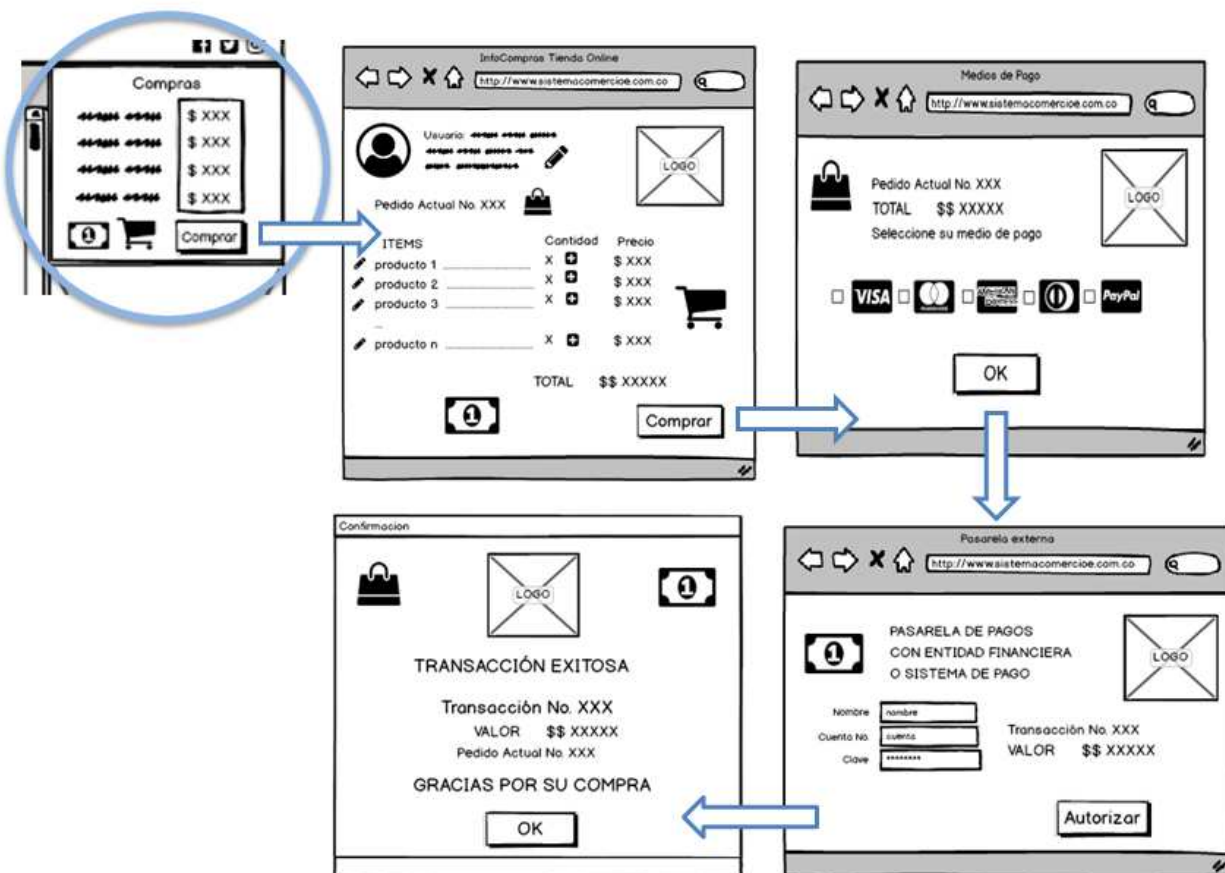 Compras
$ XXX
$ XXX
$ XXX
$ XXX
1
Comprar
InfoCompras Tienda Online
http://www.sistemacomercioe.com.co
Usuario:
LOGO
Pedido Actual No. XXX
ITEMS Cantidad Precio
producto 1 X $ XXX
producto 2 X $ XXX
producto 3 X $ XXX
...
producto n X $ XXX
TOTAL $$ XXXXX
1
Comprar
Medios de Pago
http://www.sistemacomercioe.com.co
Pedido Actual No. XXX
TOTAL $$ XXXXX
Seleccione su medio de pago
LOGO
VISA PayPal
OK
Pasarela externa
http://www.sistemacomercioe.com.co
1
PASARELA DE PAGOS
CON ENTIDAD FINANCIERA
O SISTEMA DE PAGO
LOGO
Nombre nombre
Cuenta No. cuenta
Clave ********
Transacción No. XXX
VALOR $$ XXXXX
Autorizar
Confirmacion
LOGO
1
TRANSACCIÓN EXITOSA
Transacción No. XXX
VALOR $$ XXXXX
Pedido Actual No. XXX
GRACIAS POR SU COMPRA
OK